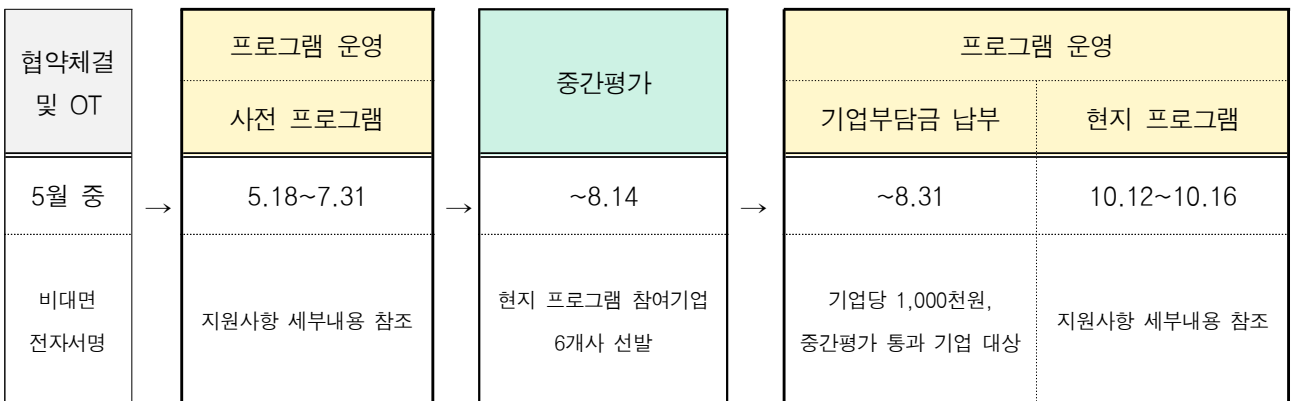 협약체결
및 OT
프로그램 운영
사전 프로그램
중간평가
프로그램 운영
기업부담금 납부
현지 프로그램
5월 중
→
5.18~7.31
→
~8.14
→
~8.31
10.12~10.16
비대면
전자서명
지원사항 세부내용 참조
현지 프로그램 참여기업
6개사 선발
기업당 1,000천원,
중간평가 통과 기업 대상
지원사항 세부내용 참조